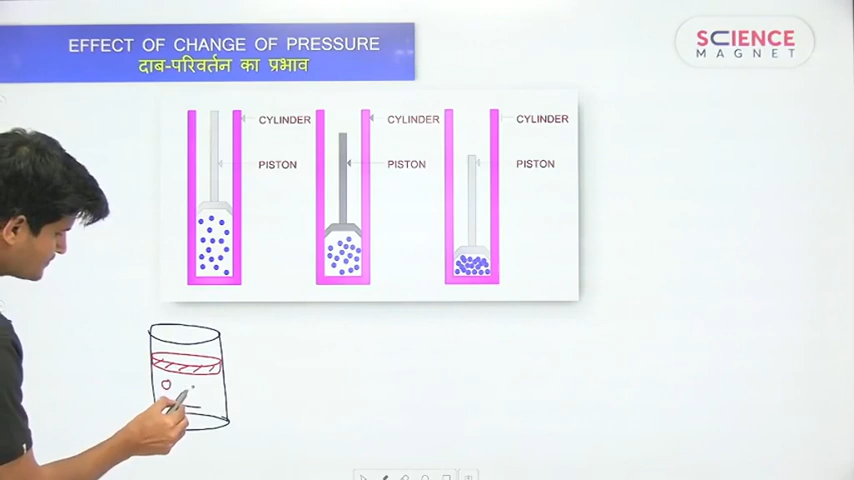 EFFECT OF CHANGE OF PRESSURE
दाब-परिवर्तन का प्रभाव
SCIENCE
MAGNET
CYLINDER
CYLINDER
CYLINDER
PISTON
PISTON
PISTON